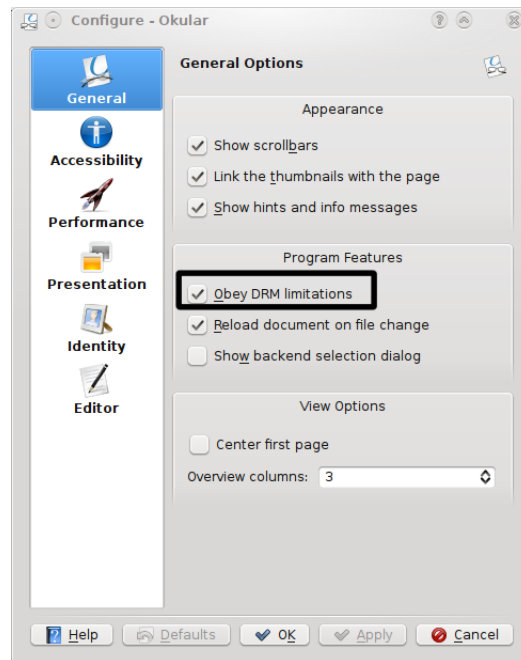 Configure - Okular
General Options
General
Accessibility
Performance
Presentation
Identity
Editor
Appearance
Show scrollbars
Link the thumbnails with the page
Show hints and info messages
Program Features
Obey DRM limitations
Reload document on file change
Show backend selection dialog
View Options
Center first page
Overview columns: 3
Help Defaults OK Apply Cancel